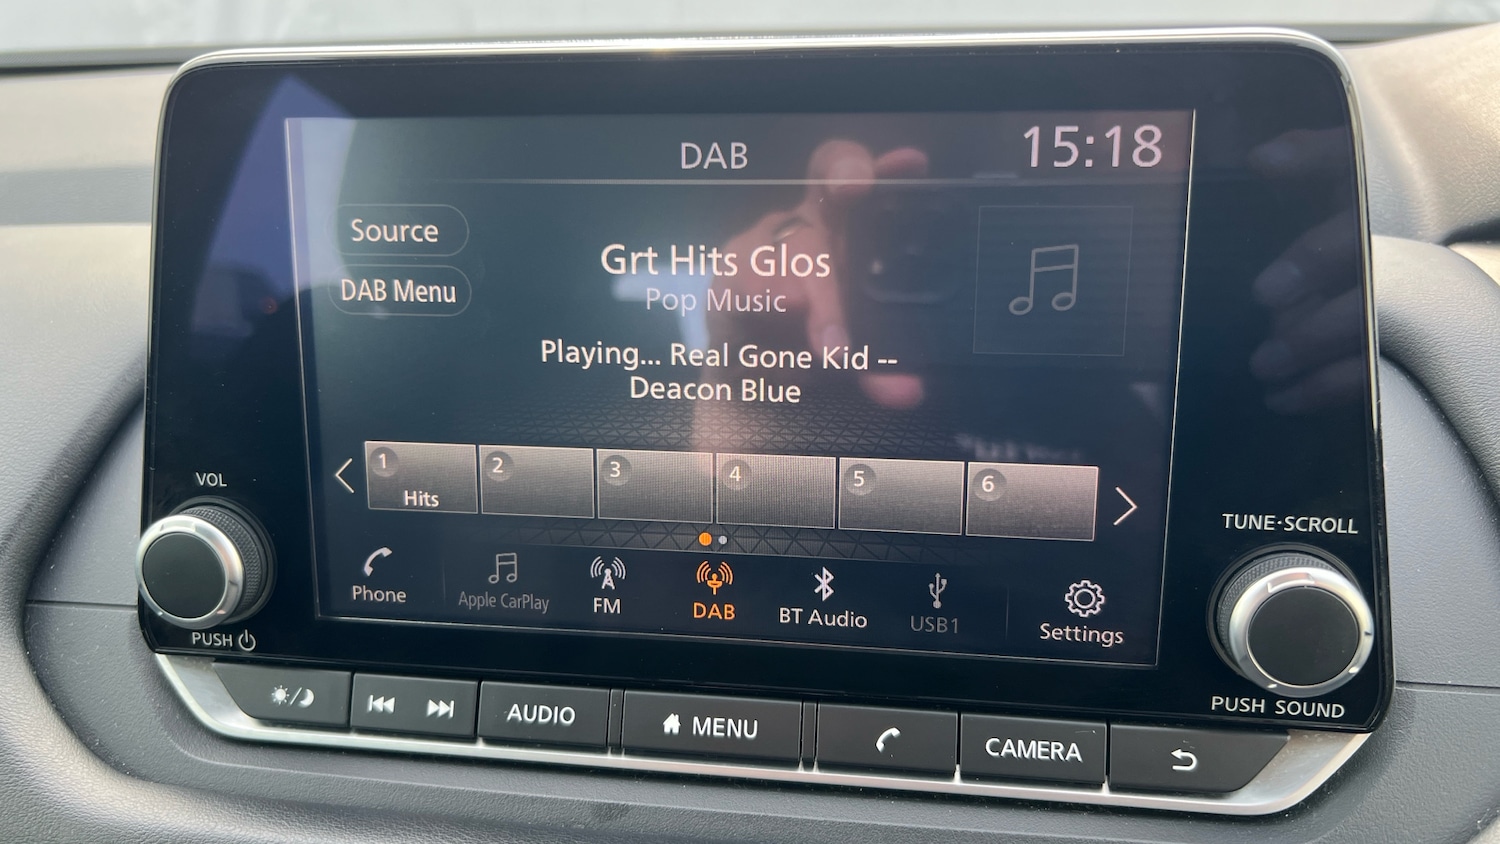 DAB
15:18
Source
DAB Menu
Grt Hits Glos
Pop Music
Playing... Real Gone Kid --
Deacon Blue
1
Hits
2
3
4
5
6
VOL
PUSH
TUNE·SCROLL
PUSH SOUND
Phone
Apple CarPlay
FM
DAB
BT Audio
USB1
Settings
AUDIO
MENU
CAMERA